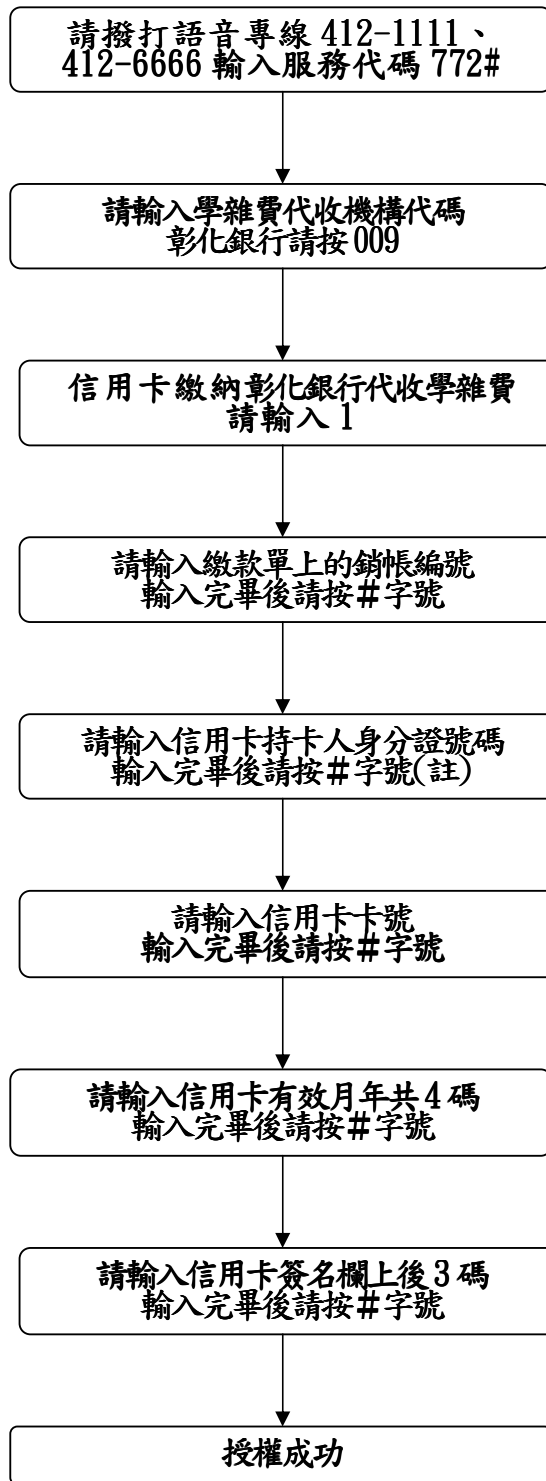 請撥打語音專線 412-1111、
412-6666 輸入服務代碼 772#
請輸入學雜費代收機構代碼
彰化銀行請按 009
信用卡繳納彰化銀行代收學雜費
請輸入 1
請輸入繳款單上的銷帳編號
輸入完畢後請按＃字號
請輸入信用卡持卡人身分證號碼
輸入完畢後請按＃字號(註)
請輸入信用卡卡號
輸入完畢後請按＃字號
請輸入信用卡有效月年共 4 碼
輸入完畢後請按＃字號
請輸入信用卡簽名欄上後 3 碼
輸入完畢後請按＃字號
授權成功